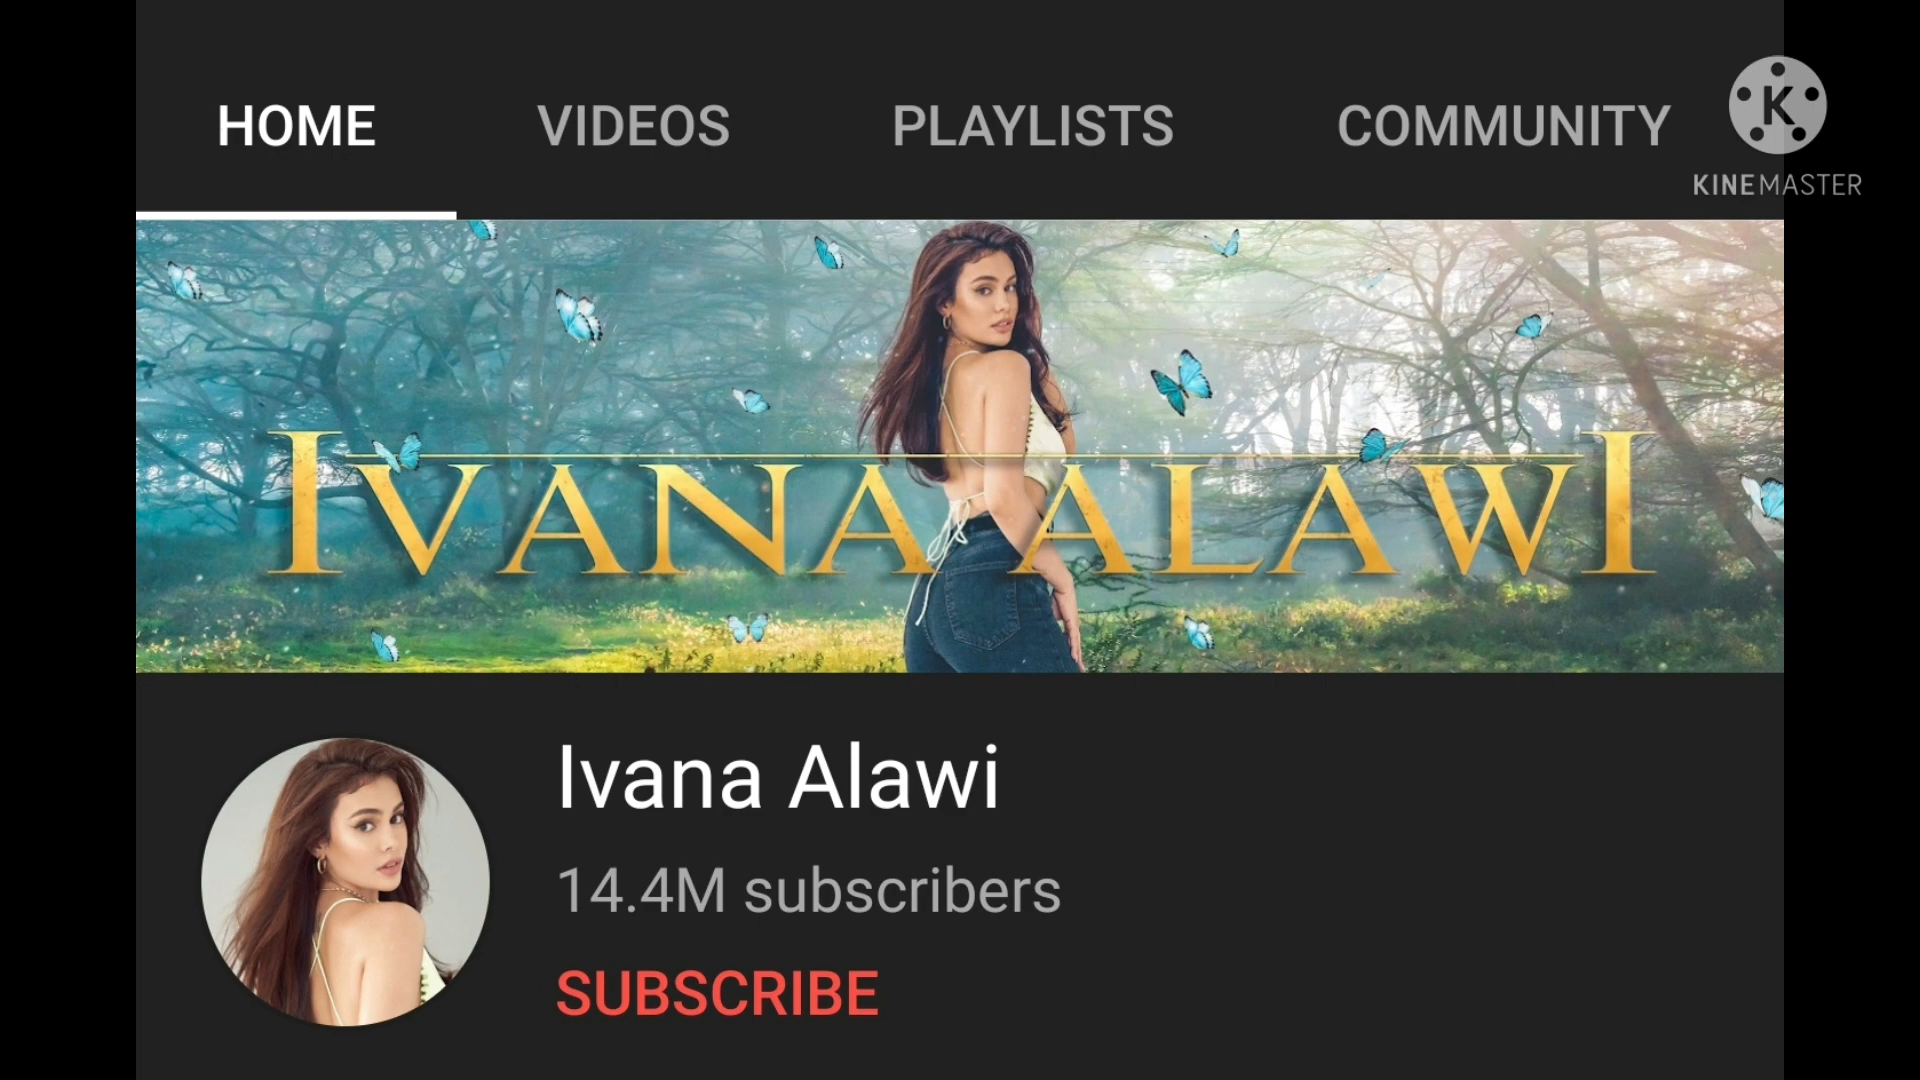 HOME VIDEOS PLAYLISTS COMMUNITY
K
KINEMASTER
IVANA ALAWI
Ivana Alawi
14.4M subscribers
SUBSCRIBE